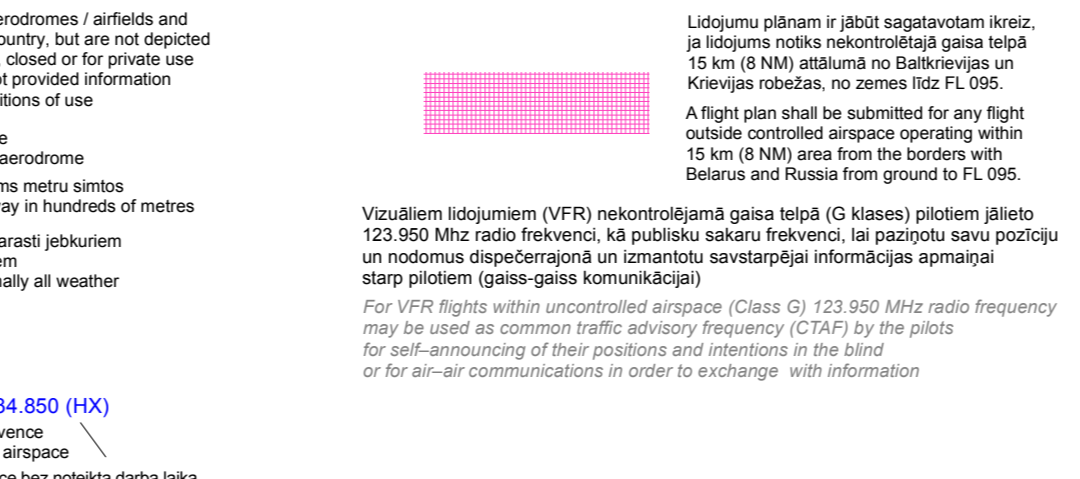 erodromes / airfields and
ountry, but are not depicted
, closed or for private use
ot provided information
itions of use
e
aerodrome
ms metru simtos
ay in hundreds of metres
arasti jebkuriem
em
nally all weather
34.850 (HX)
vence
airspace
ce bez noteikta darba laika
Lidojumu plānam ir jābūt sagatavotam ikreiz,
ja lidojums notiks nekontrolētajā gaisa telpā
15 km (8 NM) attālumā no Baltkrievijas un
Krievijas robežas, no zemes līdz FL 095.
A flight plan shall be submitted for any flight
outside controlled airspace operating within
15 km (8 NM) area from the borders with
Belarus and Russia from ground to FL 095.
Vizuāliem lidojumiem (VFR) nekontrolējamā gaisa telpā (G klases) pilotiem jālieto
123.950 Mhz radio frekvenci, kā publisku sakaru frekvenci, lai paziņotu savu pozīciju
un nodomus dispečerrajonā un izmantotu savstarpējai informācijas apmaiņai
starp pilotiem (gaiss-gaiss komunikācijai)
For VFR flights within uncontrolled airspace (Class G) 123.950 MHz radio frequency
may be used as common traffic advisory frequency (CTAF) by the pilots
for self–announcing of their positions and intentions in the blind
or for air–air communications in order to exchange with information